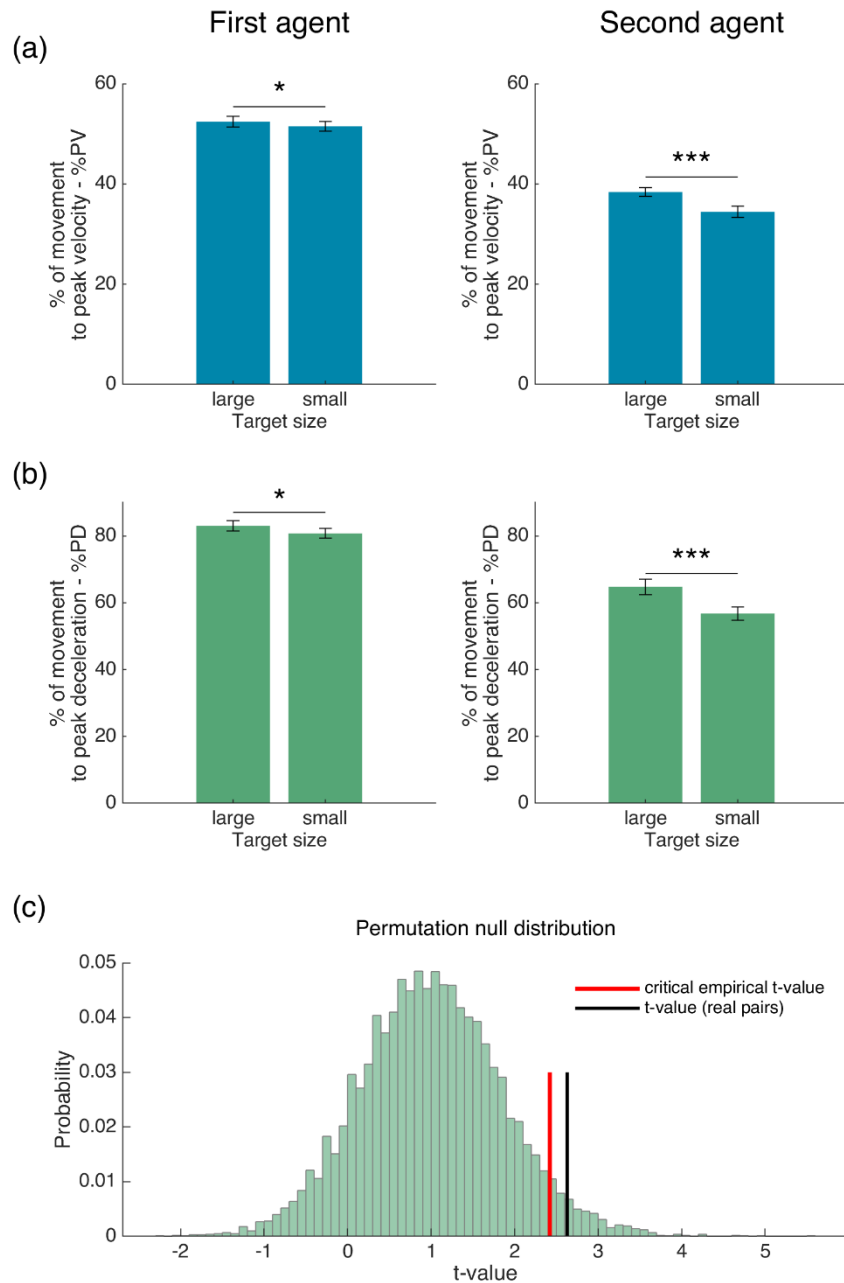 First agent
Second agent
(a)
60
40
20
0
% of movement
to peak velocity - %PV
*
large
small
Target size
60
40
20
0
% of movement
to peak velocity - %PV
***
large
small
Target size
(b)
80
60
40
20
0
% of movement
to peak deceleration - %PD
*
large
small
Target size
80
60
40
20
0
% of movement
to peak deceleration - %PD
***
large
small
Target size
(c)
Permutation null distribution
0.05
0.04
0.03
0.02
0.01
0
Probability
critical empirical t-value
t-value (real pairs)
-2
-1
0
1
2
3
4
5
t-value